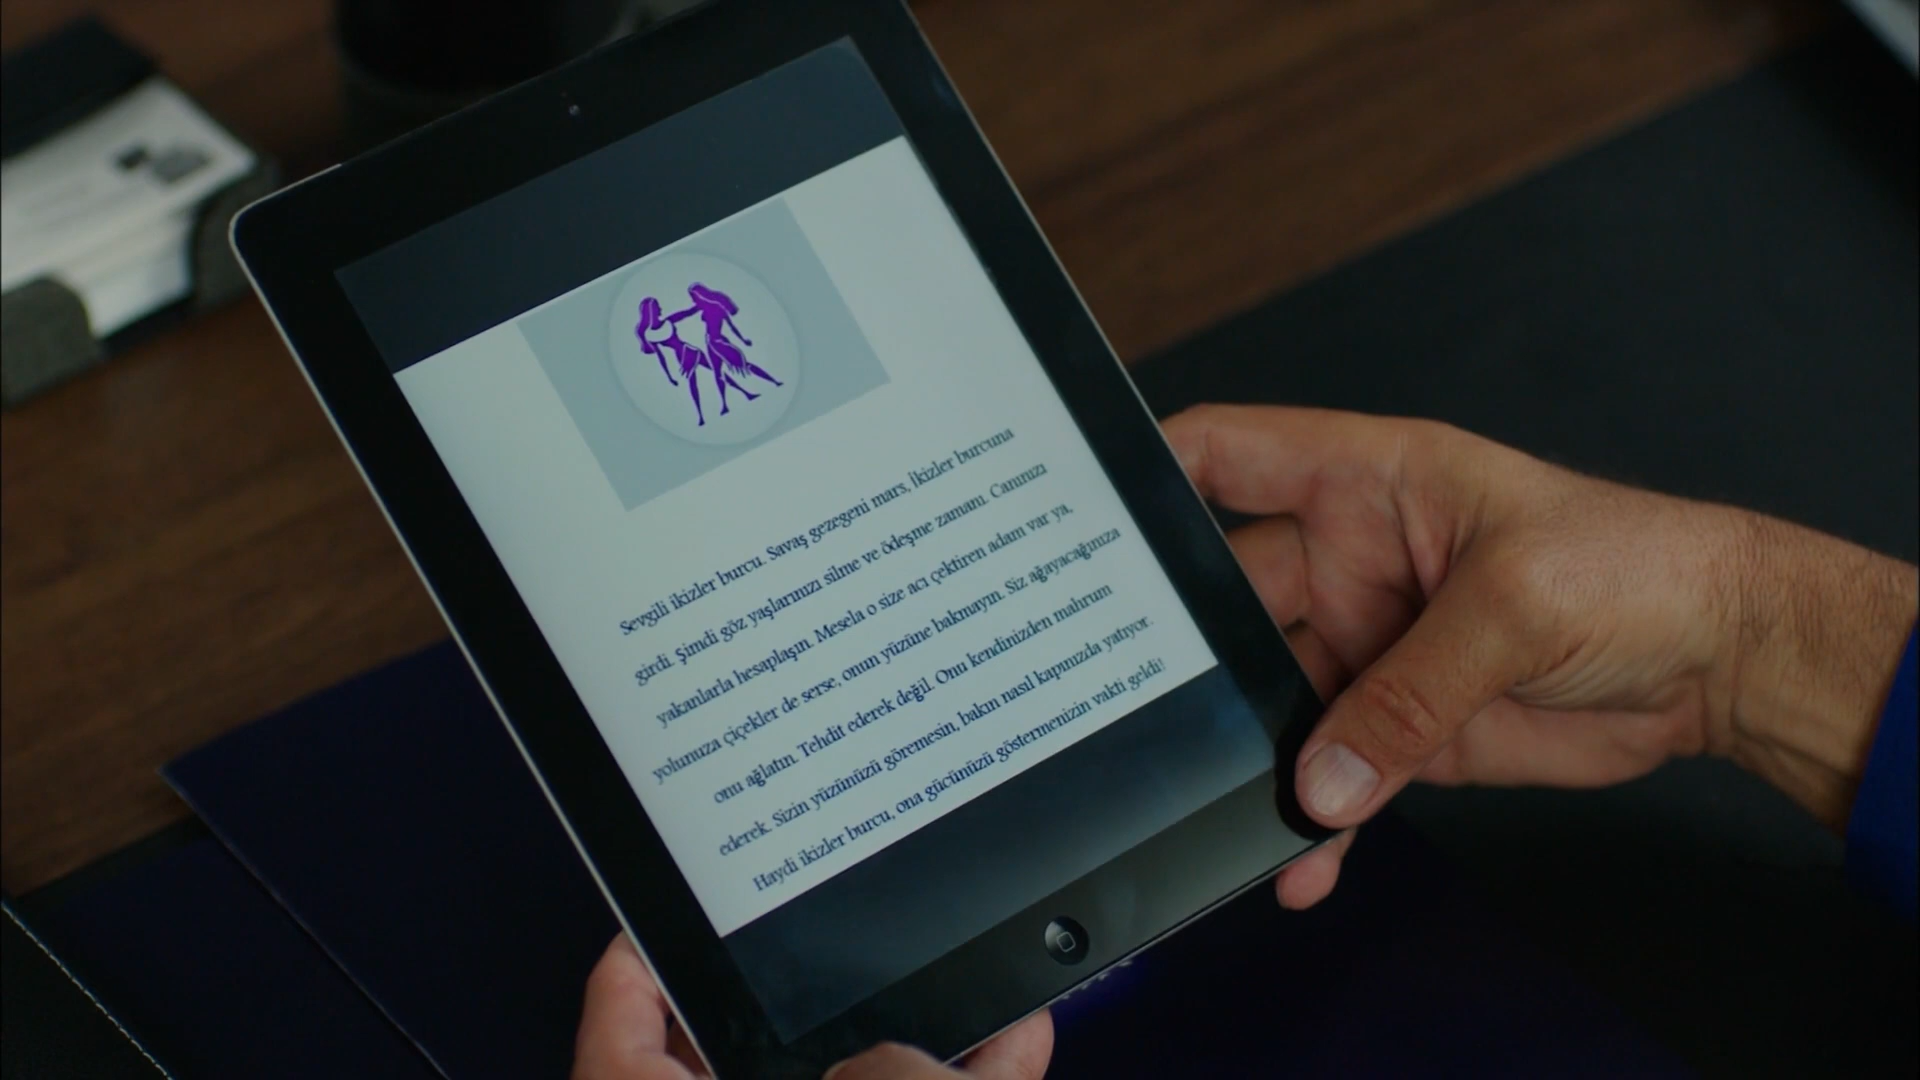 Sevgili ikizler burcu. Savaş gezegeni mars, İkizler burcuna
girdi. Şimdi göz yaşlarınızı silme ve ödeşme zamanı. Canınızı
yakanlarla hesaplaşın. Mesela o size acı çektiren adam var ya,
yolunuza çiçekler de serse, onun yüzüne bakmayın. Siz ağayacağınıza
onu ağlatın. Tehdit ederek değil. Onu kendinizden mahrum
ederek. Sizin yüzünüzü göremesin, bakın nasıl kapınızda yatıyor.
Haydi ikizler burcu, ona gücünüzü göstermenizin vakti geldi!